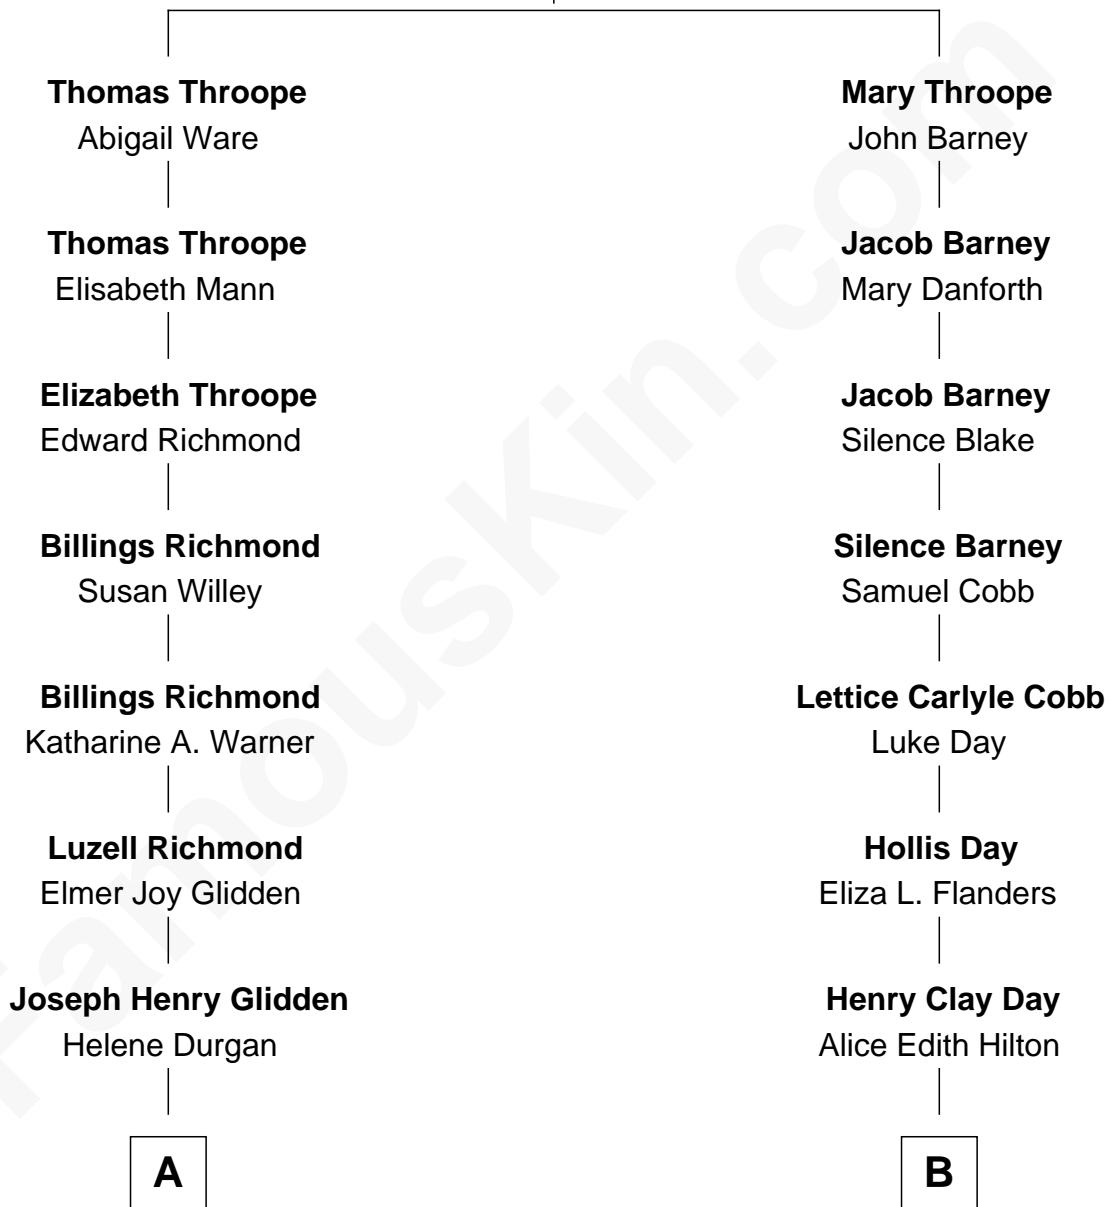 Thomas Throope
Abigail Ware
Thomas Throope
Elisabeth Mann
Elizabeth Throope
Edward Richmond
Billings Richmond
Susan Willey
Billings Richmond
Katharine A. Warner
Luzell Richmond
Elmer Joy Glidden
Joseph Henry Glidden
Helene Durgan
A
Mary Throope
John Barney
Jacob Barney
Mary Danforth
Jacob Barney
Silence Blake
Silence Barney
Samuel Cobb
Lettice Carlyle Cobb
Luke Day
Hollis Day
Eliza L. Flanders
Henry Clay Day
Alice Edith Hilton
B
FamousKin.com